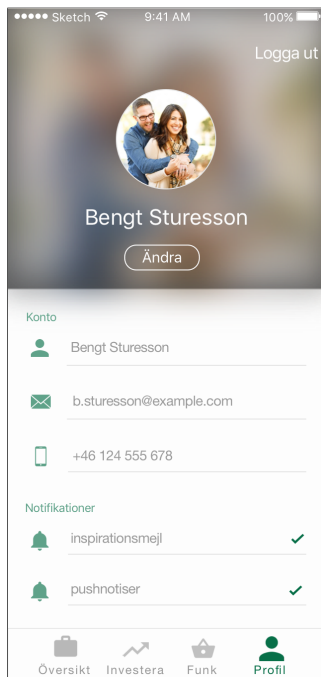 Sketch 9:41 AM 100%
Logga ut
Bengt Sturesson
Ändra
Konto
Bengt Sturesson
b.sturesson@example.com
+46 124 555 678
Notifikationer
inspirationsmejl
pushnotiser
Översikt Investera Funk Profil